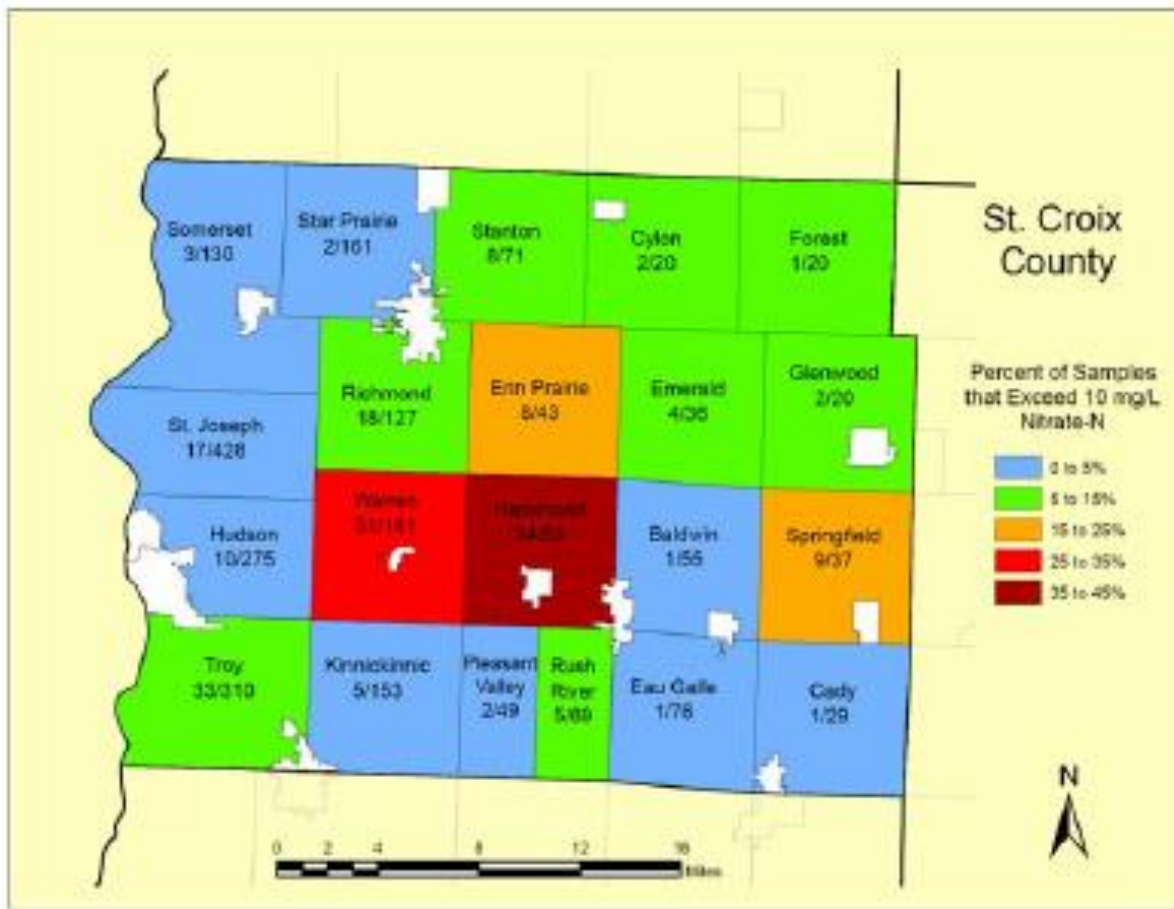 Somerset
3/130
Star Prairie
2/161
Stanton
8/71
Cylon
2/20
Forest
1/20
St. Croix
County
Richmond
18/127
Erin Prairie
8/43
Emerald
4/36
Glenwood
2/20
St. Joseph
17/428
Hudson
10/275
Warren
Hammond
Baldwin
1/55
Springfield
9/37
Troy
33/310
Kinnickinnic
5/153
Pleasant
Valley
2/49
Rush
River
Eau Galle
1/76
Cady
1/29
Percent of Samples
that Exceed 10 mg/L
Nitrate-N
0 to 5%
5 to 15%
15 to 25%
25 to 35%
35 to 45%
N
0 2 4 8 12 16
Miles